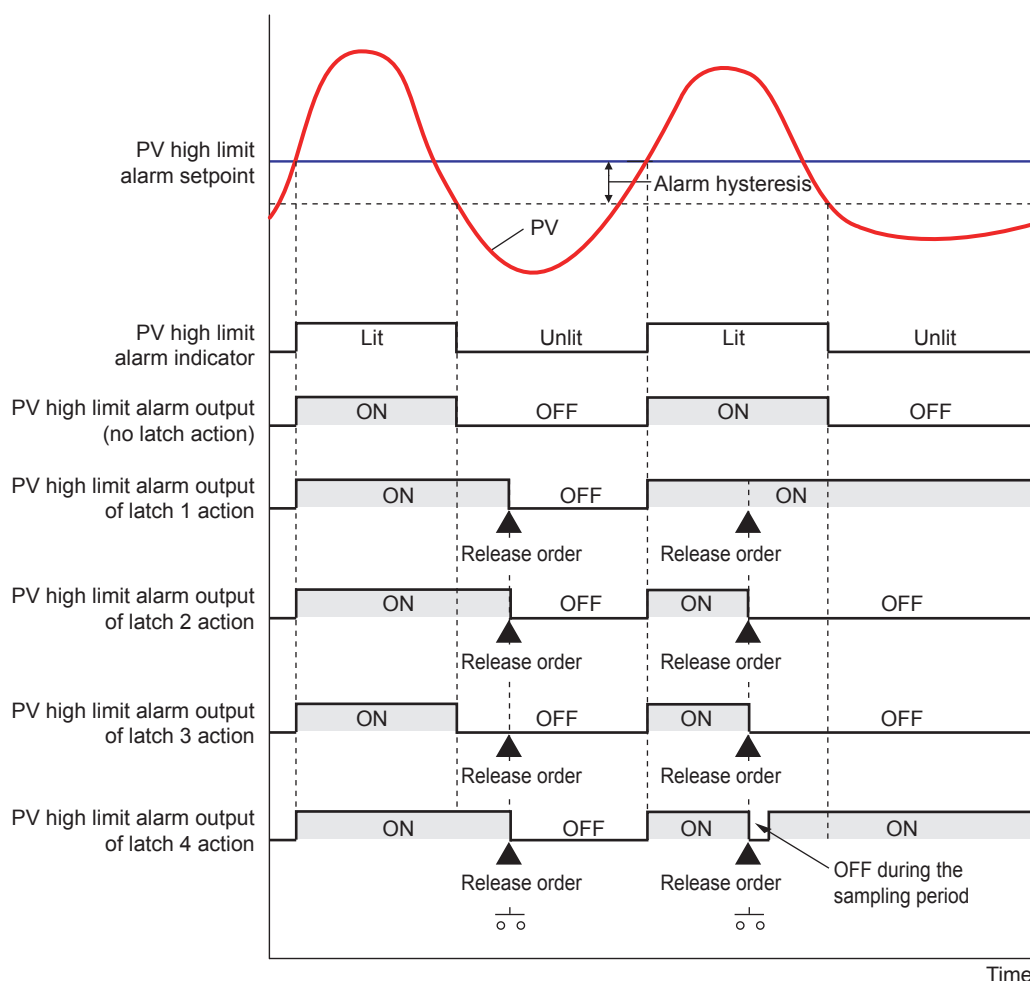 PV high limit
alarm setpoint
Alarm hysteresis
PV
PV high limit
alarm indicator
Lit
Unlit
Lit
Unlit
PV high limit alarm output
(no latch action)
ON
OFF
ON
OFF
PV high limit alarm output
of latch 1 action
ON
OFF
ON
Release order
Release order
PV high limit alarm output
of latch 2 action
ON
OFF
ON
OFF
Release order
Release order
PV high limit alarm output
of latch 3 action
ON
OFF
ON
OFF
Release order
Release order
PV high limit alarm output
of latch 4 action
ON
OFF
ON
ON
Release order
Release order
OFF during the
sampling period
Time